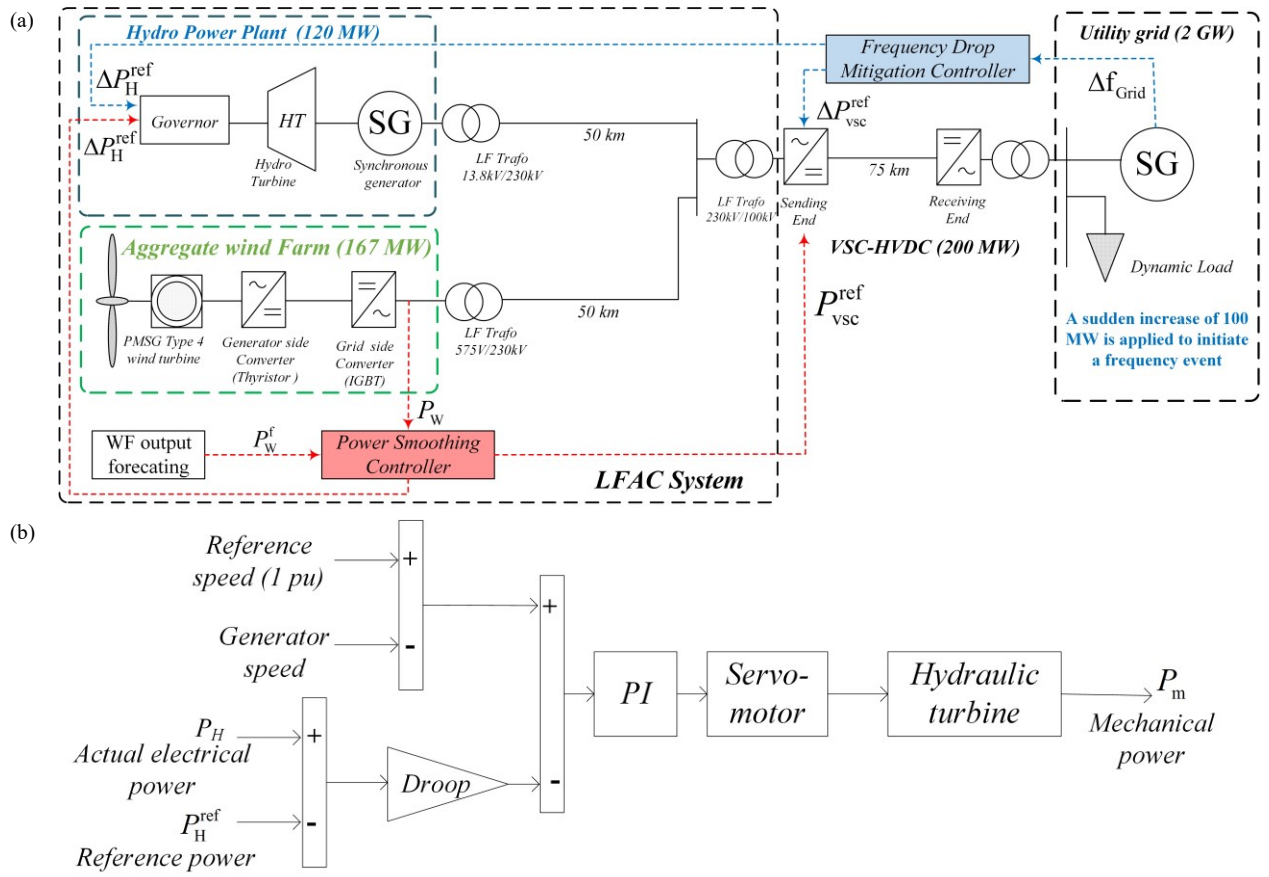 (a)
Hydro Power Plant (120 MW)
ΔP_H^ref
ΔP_H^ref
Governor
HT
Hydro
Turbine
SG
Synchronous
generator
LF Trafo
13.8kV/230kV
50 km
Frequency Drop
Mitigation Controller
ΔP_vsc^ref
Utility grid (2 GW)
Δf_Grid
SG
LF Trafo
230kV/100kV
Sending
End
75 km
Receiving
End
VSC-HVDC (200 MW)
Dynamic Load
A sudden increase of 100
MW is applied to initiate
a frequency event
Aggregate wind Farm (167 MW)
PMSG Type 4
wind turbine
Generator side
Converter
(Thyristor )
Grid side
Converter
(IGBT)
LF Trafo
575V/230kV
50 km
P_vsc^ref
P_W
WF output
forecating
P_W^f
Power Smoothing
Controller
LFAC System
(b)
Reference
speed (1 pu)
+
Generator
speed
-
+
P_H
Actual electrical
power
+
P_H^ref
Reference power
-
Droop
-
PI
Servo-
motor
Hydraulic
turbine
P_m
Mechanical
power